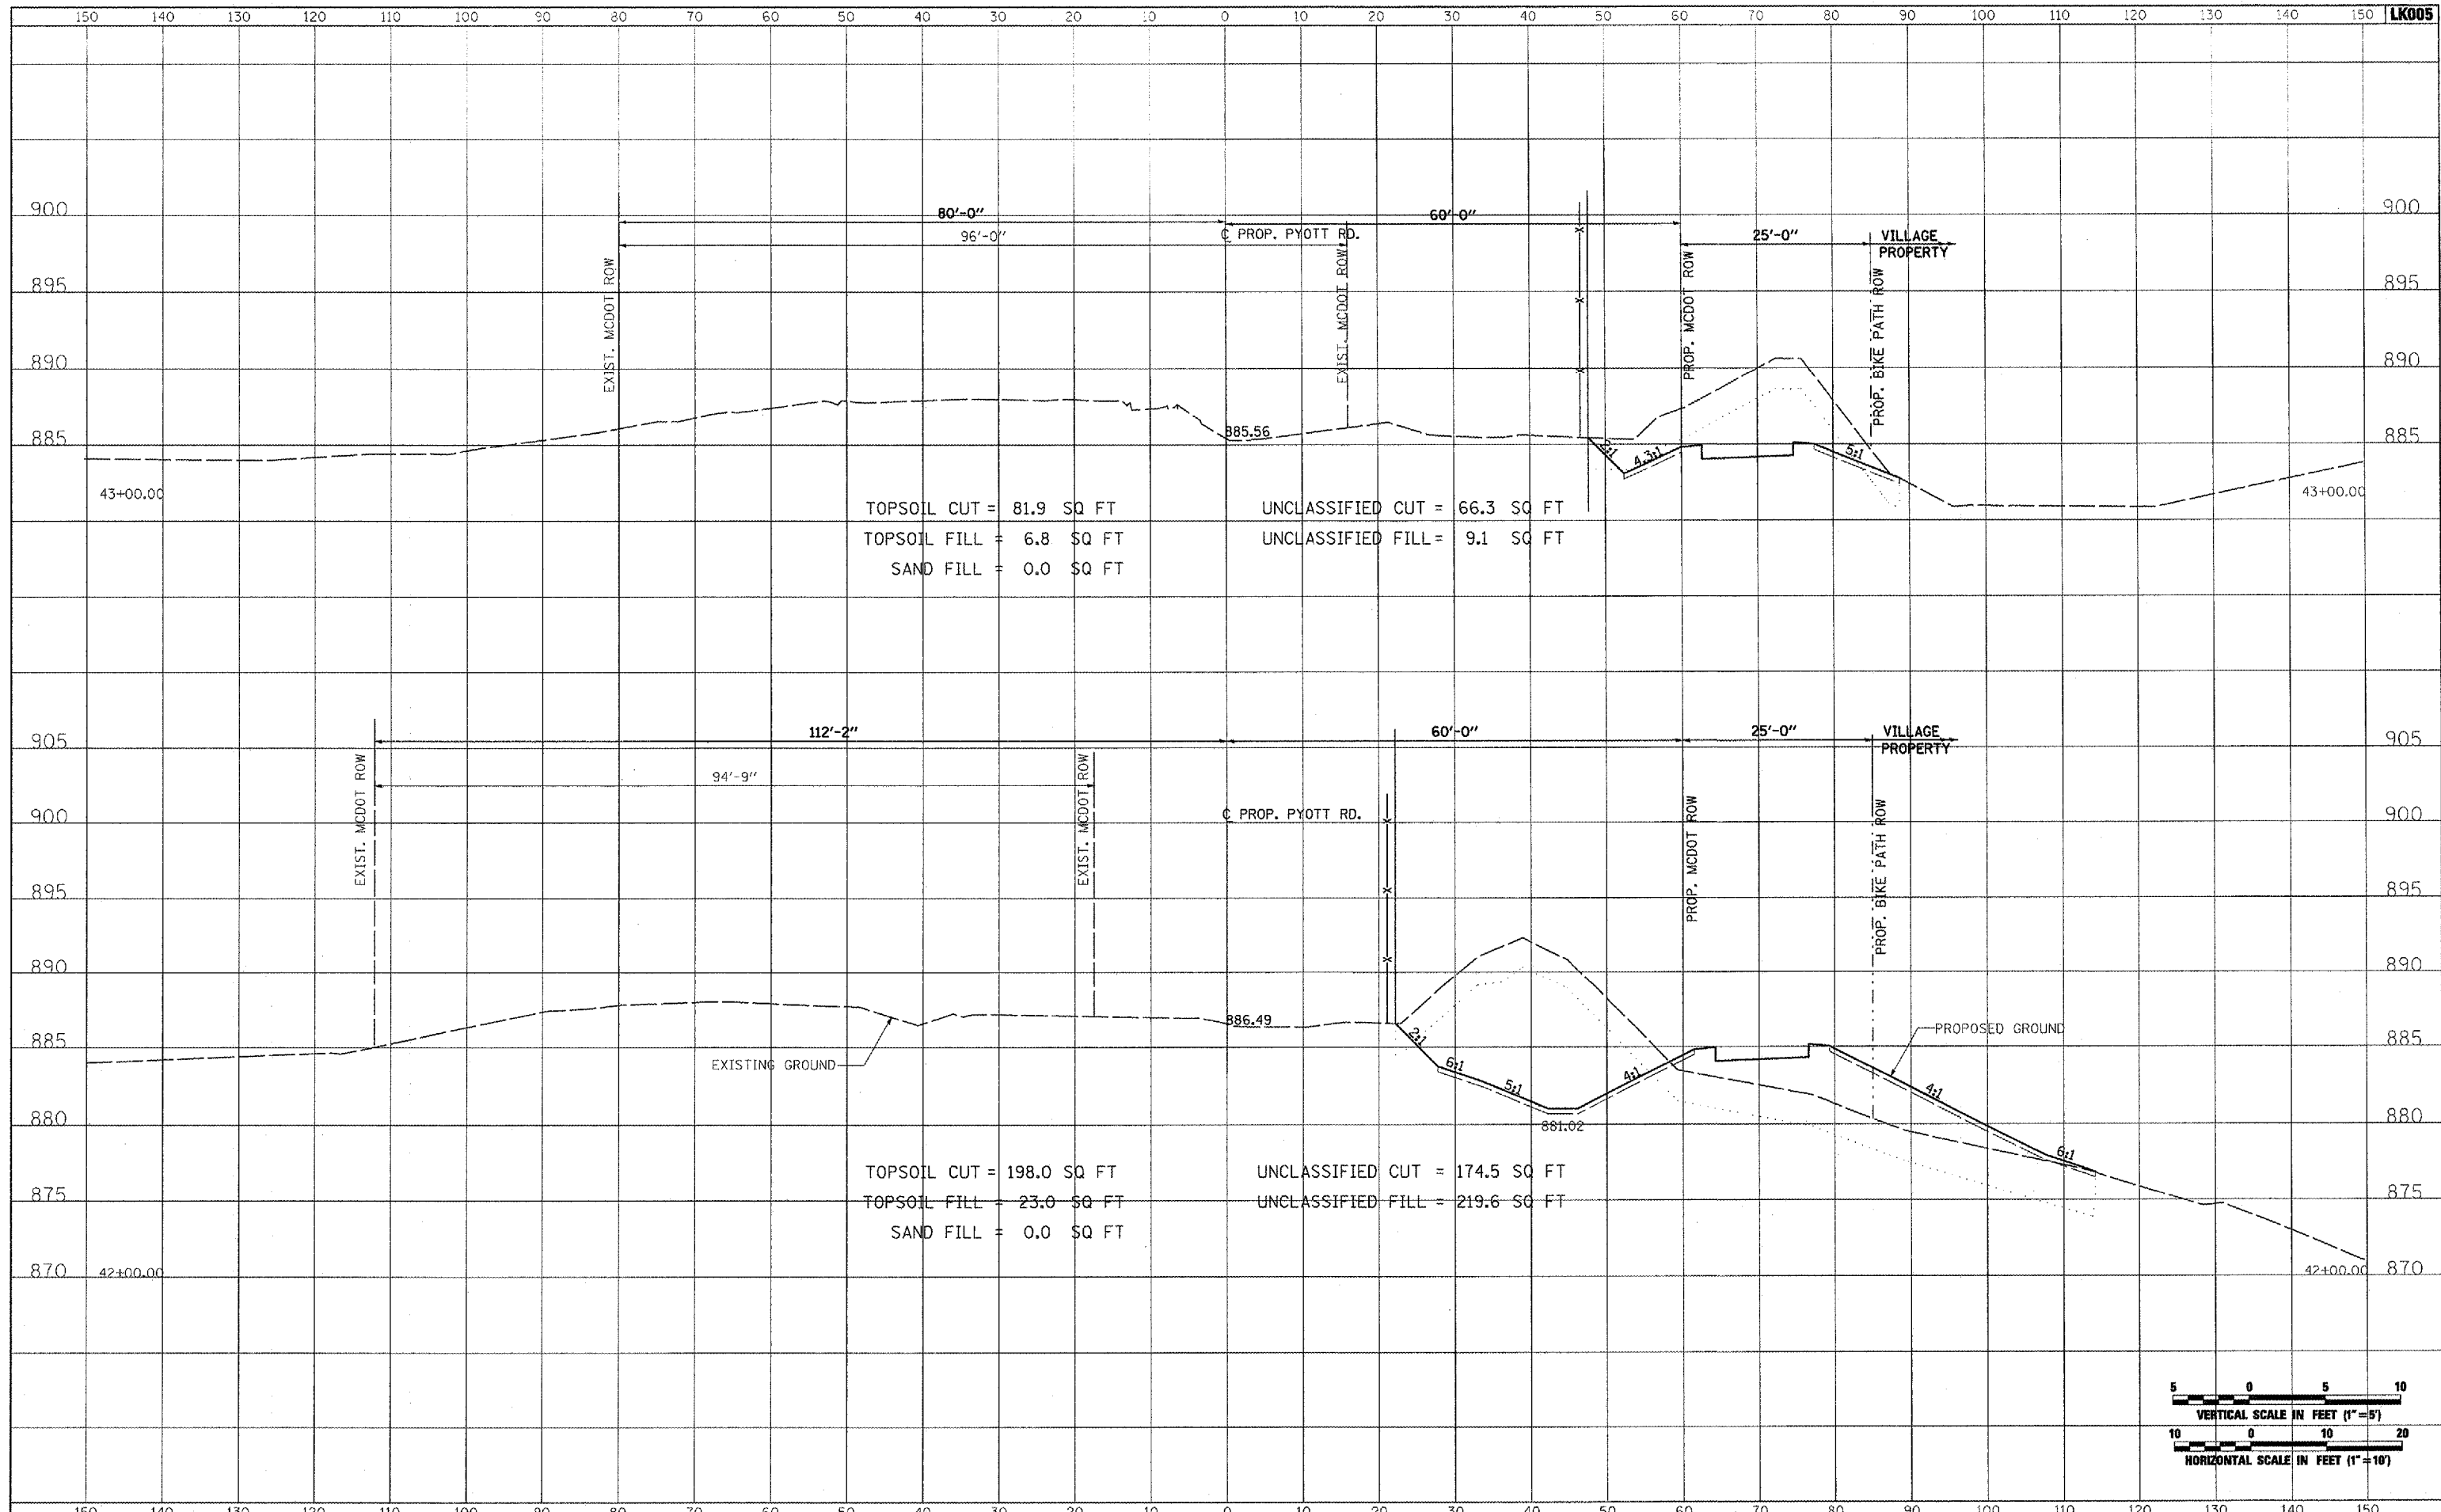 150 140 130 120 110 100 90 80 70 60 50 40 30 20 10 0 10 20 30 40 50 60 70 80 90 100 110 120 130 140 150 LK005
900 80'-0" 60'-0" 900
96'-0" ℄ PROP. PYOTT RD. 25'-0" VILLAGE PROPERTY
EXIST. MCDOT ROW
EXIST. MCDOT ROW
PROP. MCDOT ROW
PROP. BIKE PATH ROW
895 895
890 890
885 885.56 2:1 4.3:1 5:1 885
43+00.00 43+00.00
TOPSOIL CUT = 81.9 SQ FT UNCLASSIFIED CUT = 66.3 SQ FT
TOPSOIL FILL = 6.8 SQ FT UNCLASSIFIED FILL= 9.1 SQ FT
SAND FILL = 0.0 SQ FT
905 112'-2" 60'-0" 25'-0" VILLAGE PROPERTY 905
94'-9"
EXIST. MCDOT ROW
EXIST. MCDOT ROW
PROP. MCDOT ROW
PROP. BIKE PATH ROW
900 ℄ PROP. PYOTT RD. 900
895 895
890 890
886.49 2:1 PROPOSED GROUND
885 885
EXISTING GROUND 6:1 5:1 4:1 4:1
880 881.02 880
6:1
TOPSOIL CUT = 198.0 SQ FT UNCLASSIFIED CUT = 174.5 SQ FT
875 TOPSOIL FILL = 23.0 SQ FT UNCLASSIFIED FILL = 219.6 SQ FT 875
SAND FILL = 0.0 SQ FT
870 42+00.00 42+00.00 870
5 0 5 10
VERTICAL SCALE IN FEET (1"=5')
10 0 10 20
HORIZONTAL SCALE IN FEET (1"=10')
150 140 130 120 110 100 90 80 70 60 50 40 30 20 10 0 10 20 30 40 50 60 70 80 90 100 110 120 130 140 150